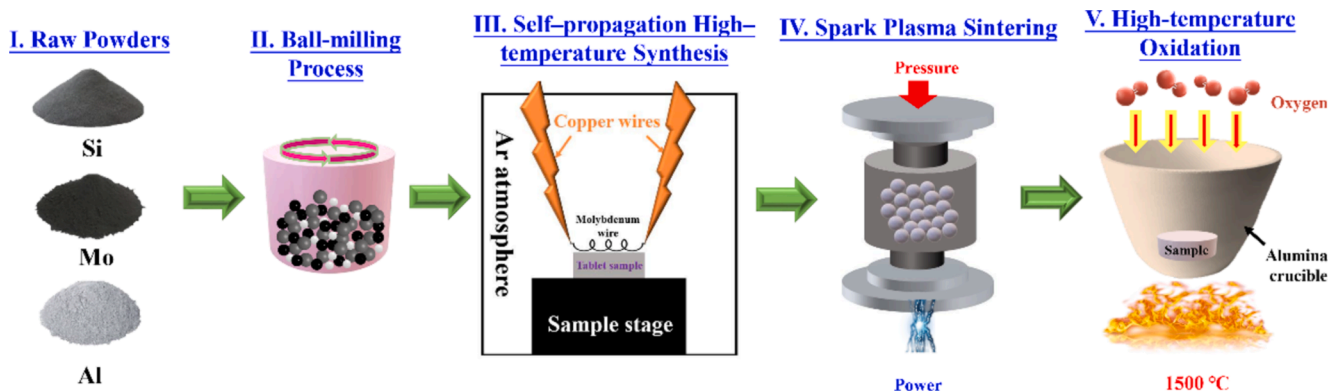 I. Raw Powders
Si
Mo
Al
II. Ball-milling
Process
III. Self–propagation High–
temperature Synthesis
Ar atmosphere
Copper wires
Molybdenum
wire
Tablet sample
Sample stage
IV. Spark Plasma Sintering
Pressure
Power
V. High-temperature
Oxidation
Oxygen
Sample
Alumina
crucible
1500 °C